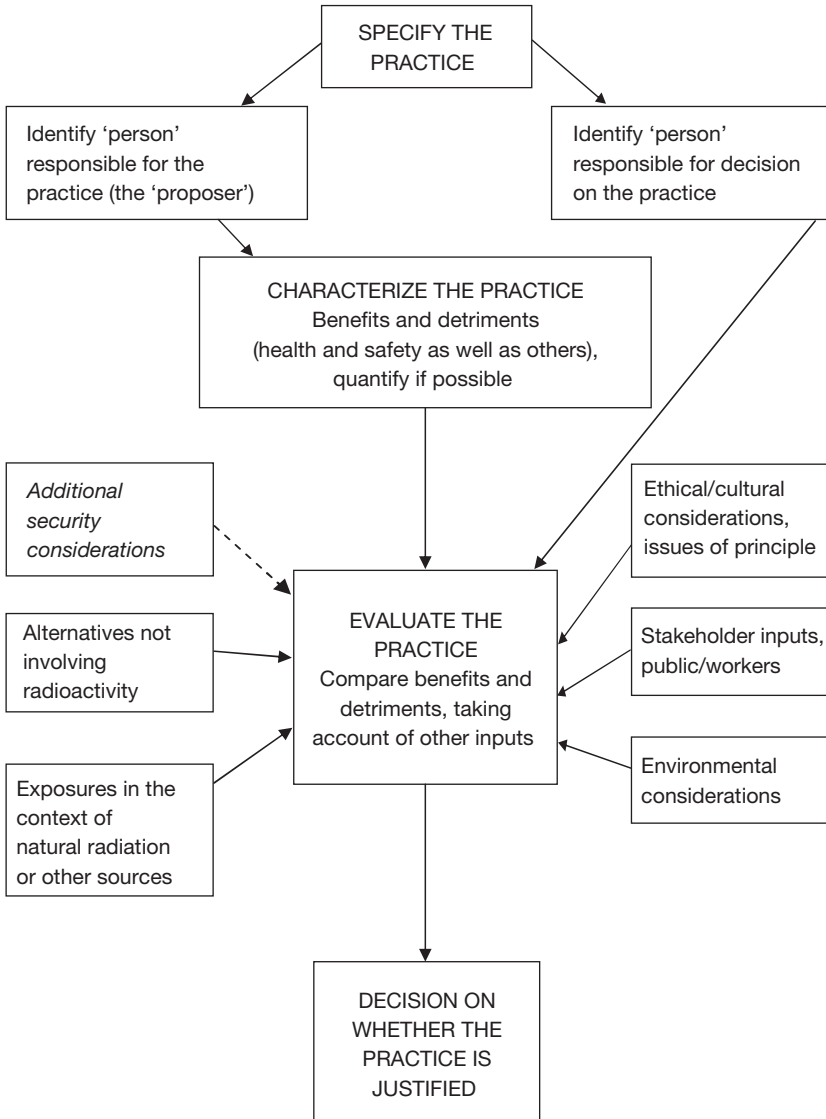 SPECIFY THE
PRACTICE
Identify ‘person’
responsible for the
practice (the ‘proposer’)
Identify ‘person’
responsible for decision
on the practice
CHARACTERIZE THE PRACTICE
Benefits and detriments
(health and safety as well as others),
quantify if possible
Additional
security
considerations
Ethical/cultural
considerations,
issues of principle
Alternatives not
involving
radioactivity
EVALUATE THE
PRACTICE
Compare benefits and
detriments, taking
account of other inputs
Stakeholder inputs,
public/workers
Exposures in the
context of
natural radiation
or other sources
Environmental
considerations
DECISION ON
WHETHER THE
PRACTICE IS
JUSTIFIED